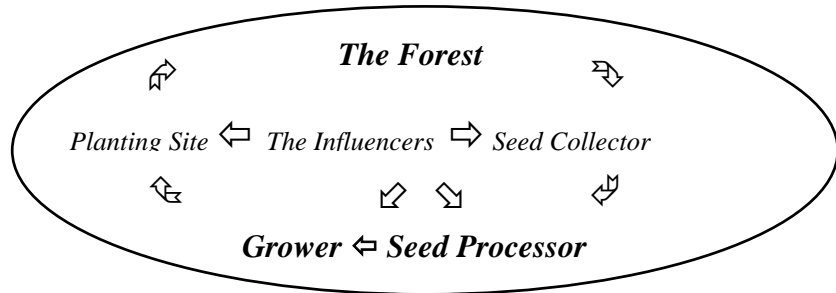 The Forest
Planting Site The Influencers Seed Collector
Grower Seed Processor